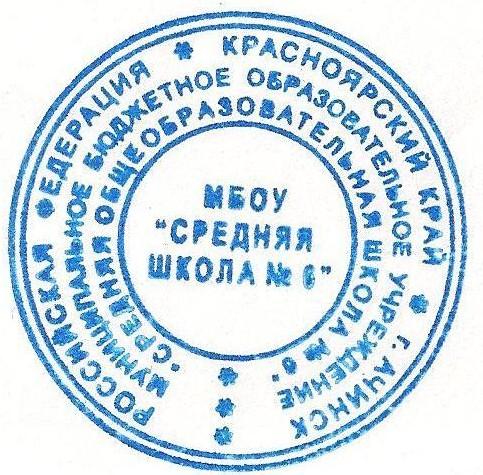 РОССИЙСКАЯ ФЕДЕРАЦИЯ * КРАСНОЯРСКИЙ КРАЙ * Г. АЧИНСК
МУНИЦИПАЛЬНОЕ БЮДЖЕТНОЕ ОБРАЗОВАТЕЛЬНОЕ УЧРЕЖДЕНИЕ
"СРЕДНЯЯ ОБЩЕОБРАЗОВАТЕЛЬНАЯ ШКОЛА № 6"
МБОУ
"СРЕДНЯЯ
ШКОЛА № 6"
* * *